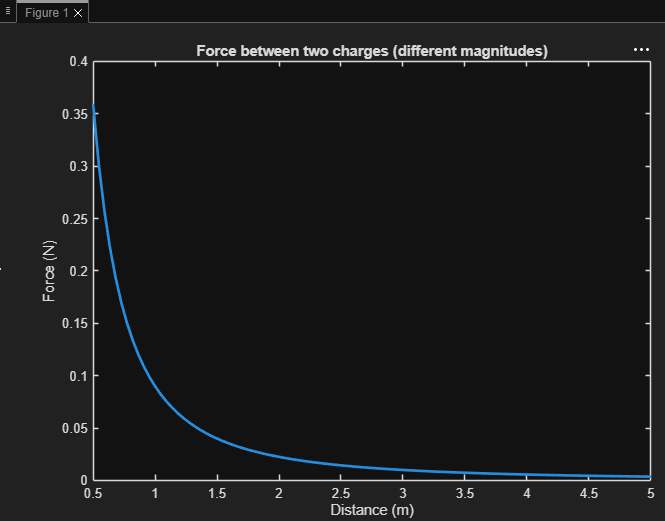 Figure 1
Force between two charges (different magnitudes)
0.4
0.35
0.3
0.25
0.2
0.15
0.1
0.05
0
Force (N)
0.5 1 1.5 2 2.5 3 3.5 4 4.5 5
Distance (m)